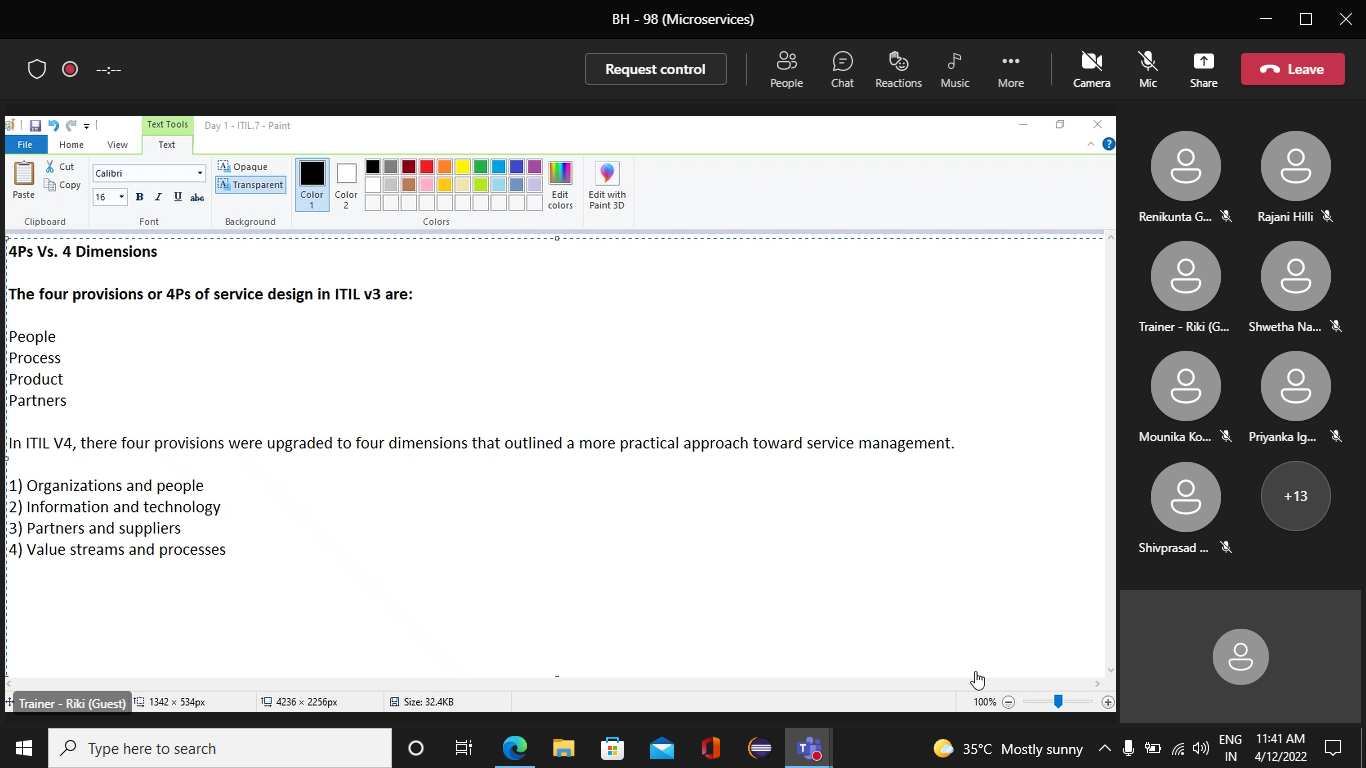 BH - 98 (Microservices)
--:--
Request control
People
Chat
Reactions
Music
More
Camera
Mic
Share
Leave
Text Tools
Day 1 - ITIL.7 - Paint
File
Home
View
Text
Paste
Cut
Copy
Clipboard
Calibri
16
B I U abc
Font
Opaque
Transparent
Background
Color 1
Color 2
Edit colors
Edit with Paint 3D
Colors
4Ps Vs. 4 Dimensions
The four provisions or 4Ps of service design in ITIL v3 are:
People
Process
Product
Partners
In ITIL V4, there four provisions were upgraded to four dimensions that outlined a more practical approach toward service management.
1) Organizations and people
2) Information and technology
3) Partners and suppliers
4) Value streams and processes
Trainer - Riki (Guest)
1342 × 534px
4236 × 2256px
Size: 32.4KB
100%
Renikunta G...
Rajani Hilli
Trainer - Riki (G...
Shwetha Na...
Mounika Ko...
Priyanka Ig...
Shivprasad ...
+13
Type here to search
35°C Mostly sunny
ENG
IN
11:41 AM
4/12/2022